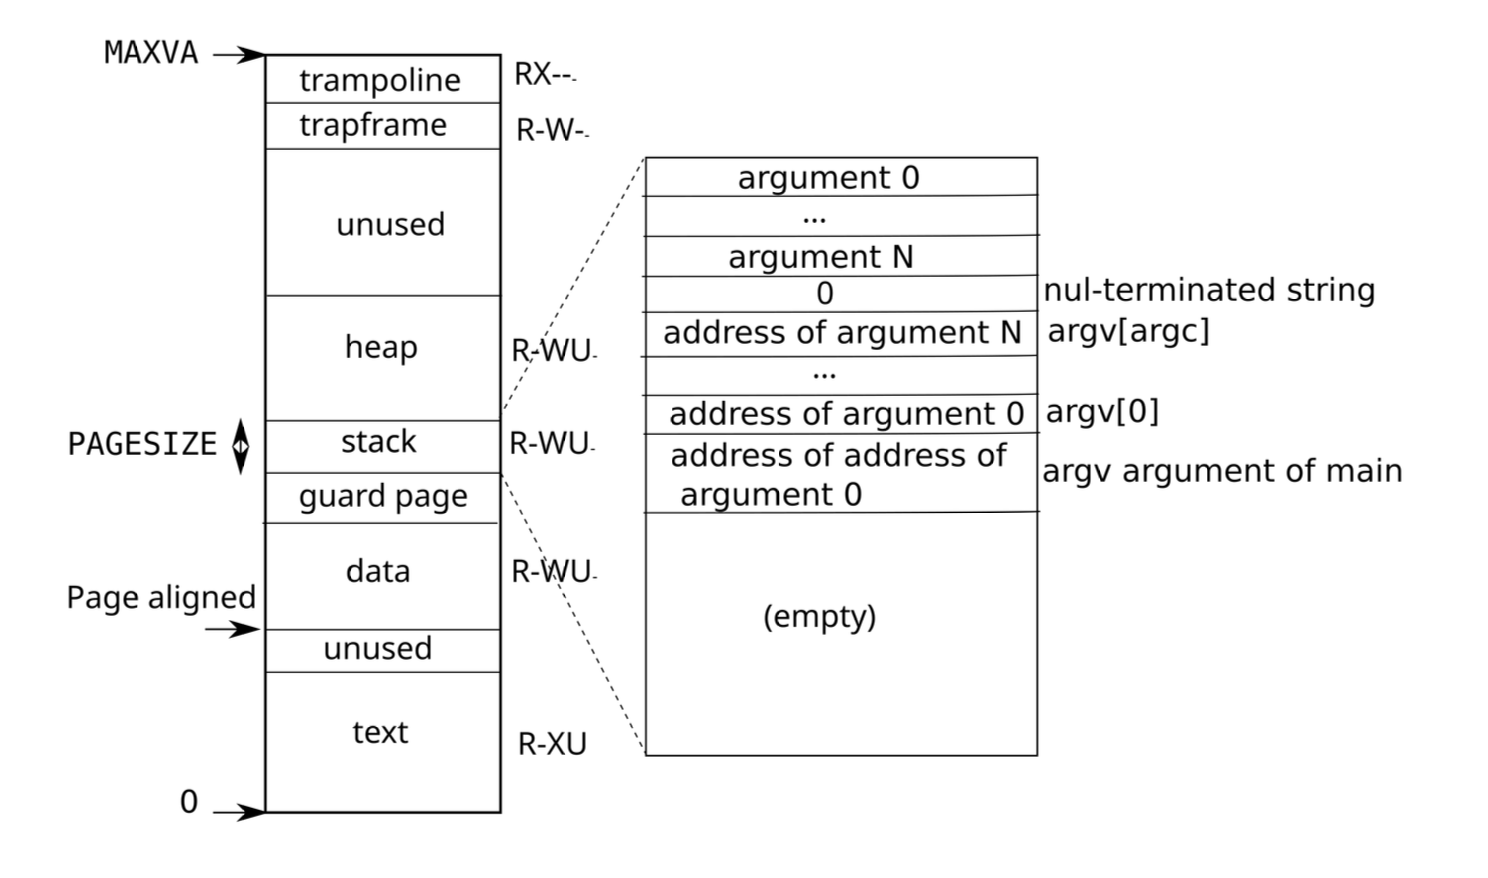 MAXVA
trampoline
RX--
trapframe
R-W-
unused
heap
R-WU
PAGESIZE
stack
R-WU
guard page
data
R-WU
Page aligned
unused
text
R-XU
0
argument 0
...
argument N
0
nul-terminated string
address of argument N
argv[argc]
...
address of argument 0
argv[0]
address of address of
argument 0
argv argument of main
(empty)